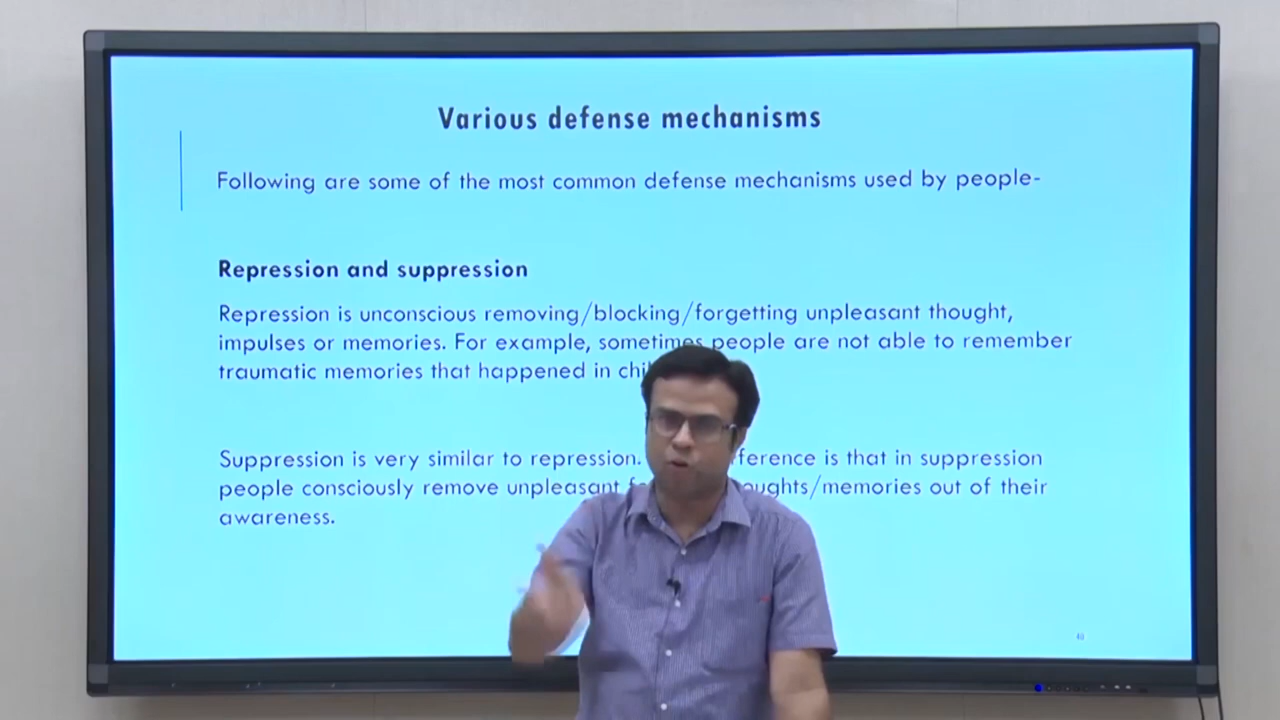 Various defense mechanisms
Following are some of the most common defense mechanisms used by people-
Repression and suppression
Repression is unconscious removing/blocking/forgetting unpleasant thought,
impulses or memories. For example, sometimes people are not able to remember
traumatic memories that happened in
Suppression is very similar to repression. is that in suppression
people consciously remove unpleasant out of their
awareness.